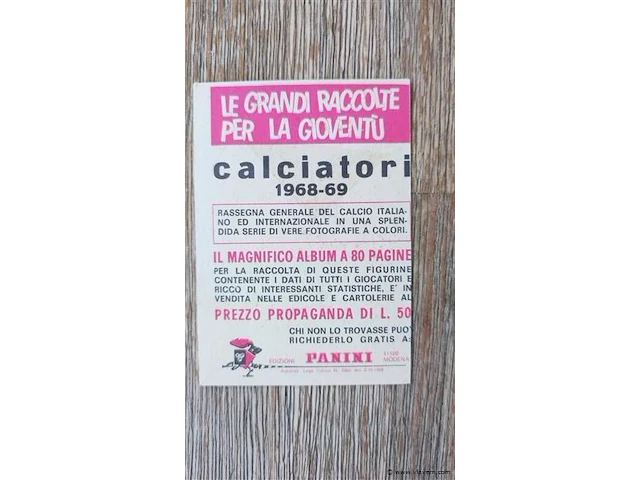 LE GRANDI RACCOLTE
PER LA GIOVENTÙ
calciatori
1968-69
RASSEGNA GENERALE DEL CALCIO ITALIA-
NO ED INTERNAZIONALE IN UNA SPLEN-
DIDA SERIE DI VERE FOTOGRAFIE A COLORI.
IL MAGNIFICO ALBUM A 80 PAGINE
PER LA RACCOLTA DI QUESTE FIGURINE
CONTENENTE I DATI DI TUTTI I GIOCATORI E
RICCO DI INTERESSANTI STATISTICHE, E' IN
VENDITA NELLE EDICOLE E CARTOLERIE AL
PREZZO PROPAGANDA DI L. 50
CHI NON LO TROVASSE PUO'
RICHIEDERLO GRATIS A:
EDIZIONI PANINI 41100
MODENA